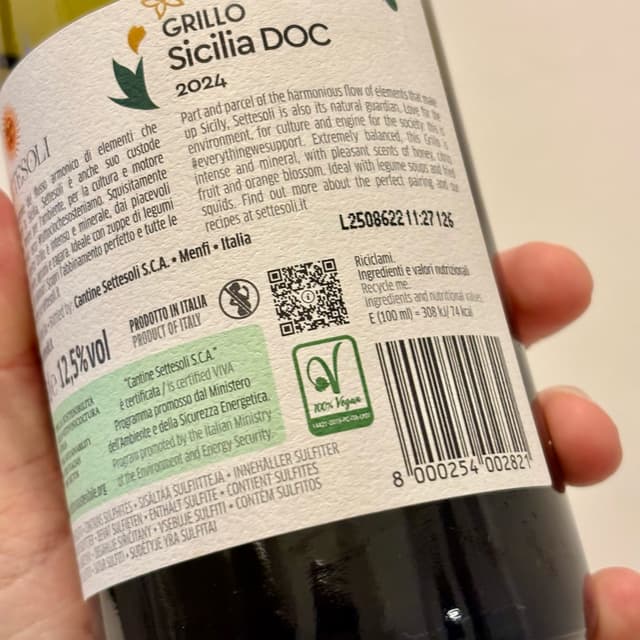 GRILLO
Sicilia DOC
2024
Part and parcel of the harmonious flow of elements that make
up Sicily, Settesoli is also its natural guardian. Love for the
environment, for culture and engine for the society this is
#everythingwesupport. Extremely balanced, this Grillo is
intense and mineral, with pleasant scents of honey, citrus
fruit and orange blossom. Ideal with legume soups and fried
squids. Find out more about the perfect pairing and our
recipes at settesoli.it
L2508622 11:27 126
armonico di elementi che
Settesoli è anche suo custode
per la cultura e motore
#tuttociòchesosteniamo. Squisitamente
intenso e minerale, dai piacevoli
Ideale con zuppe di legumi
l'abbinamento perfetto e tutte le
Cantine Settesoli S.C.A. • Menfi • Italia
12,5%vol
PRODOTTO IN ITALIA
PRODUCT OF ITALY
Riciclami.
Ingredienti e valori nutrizionali
Recycle me.
Ingredients and nutritional values
E (100 ml) = 308 kJ/ 74 kcal
"Cantine Settesoli S.C.A."
è certificata / is certified VIVA
Programma promosso dal Ministero
dell'Ambiente e della Sicurezza Energetica.
Program promoted by the Italian Ministry
of the Environment and Energy Security.
V
100% Vegan
8 000254 002821
SULPHITES • SISÄLTÄÄ SULFIITTEJA • INNEHÅLLER SULFITER
SULFIETEN • ENTHÄLT SULFITE • CONTIENT SULFITES
SIRIČITANY • VSEBUJE SULFITI • CONTÉM SULFITOS
SULFITI • SUDĖTYJE YRA SULFITAI